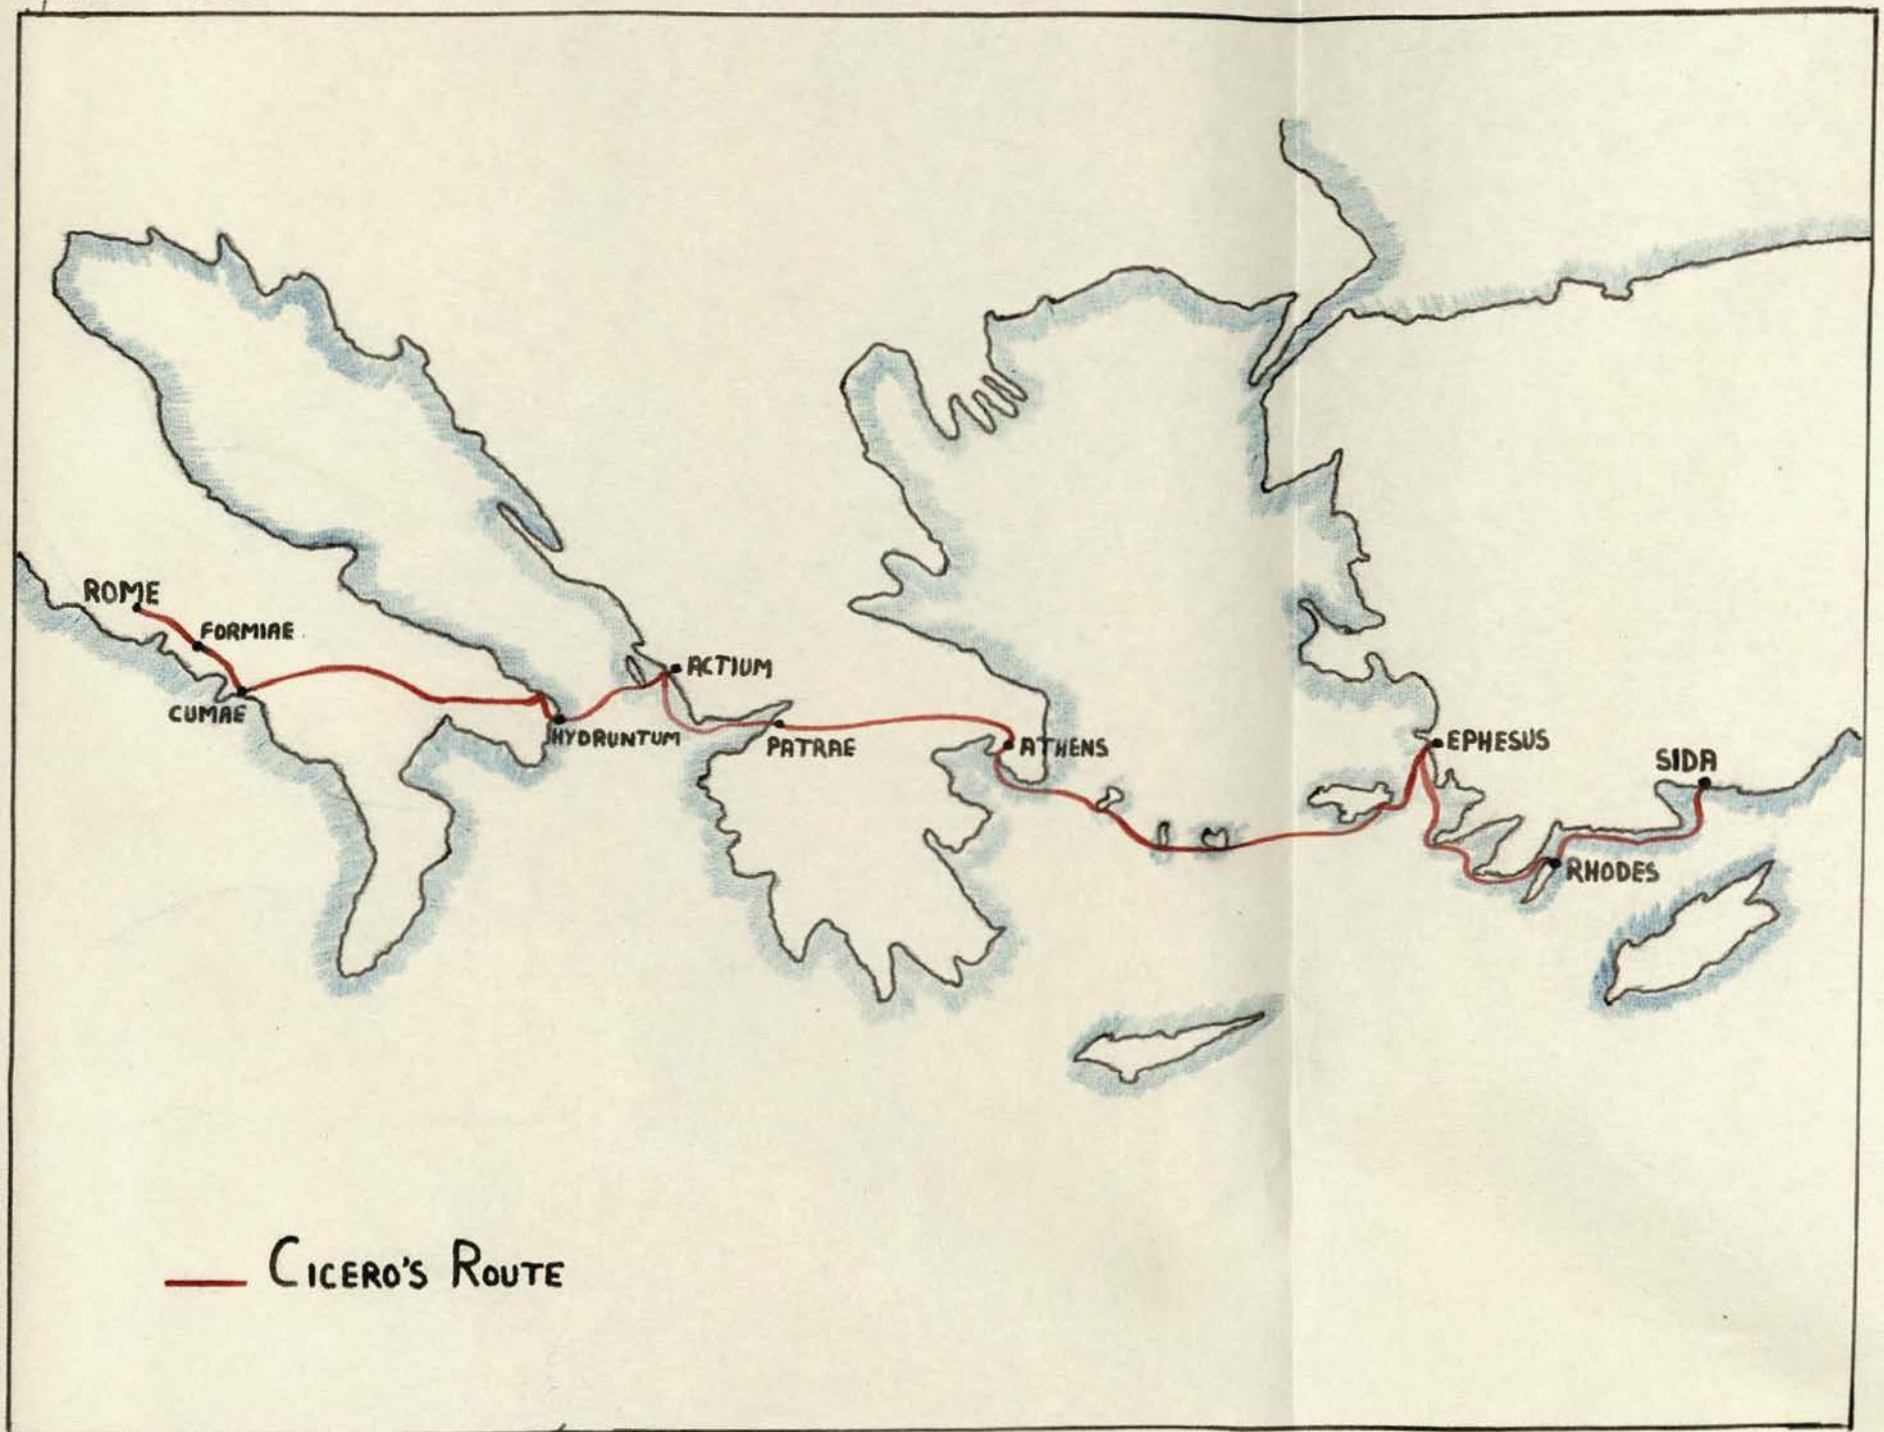 ROME
FORMIAE
CUMAE
HYDRUNTUM
ACTIUM
PATRAE
ATHENS
EPHESUS
SIDA
RHODES
CICERO'S ROUTE